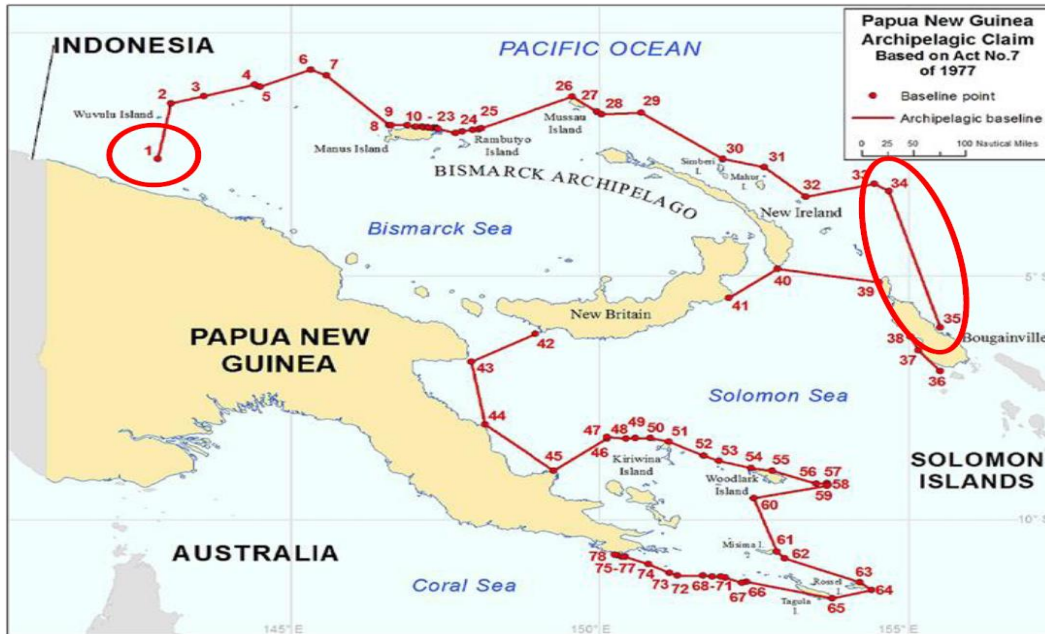 INDONESIA
PACIFIC OCEAN
Papua New Guinea
Archipelagic Claim
Based on Act No.7
of 1977
Baseline point
Archipelagic baseline
0 25 50 100 Nautical Miles
6
7
4
5
3
2
Wuvulu Island
1
9
8
10 - 23
24
25
Manus Island
Rambutyo
Island
26
27
28
29
Mussau
Island
BISMARCK ARCHIPELAGO
30
Simberi
I.
31
Mahur
I.
32
33
34
New Ireland
Bismarck Sea
5° S
40
39
41
New Britain
35
38
Bougainville
37
36
42
PAPUA NEW
GUINEA
43
44
Solomon Sea
45
47
46
48
49
50
51
Kiriwina
Island
52
53
54
55
Woodlark
Island
56
57
58
59
60
SOLOMON
ISLANDS
10° S
AUSTRALIA
Coral Sea
Misima I.
61
62
78
75-77
74
73
72
68-71
67
66
Rossel
I.
63
64
65
Tagula
I.
145°E
150°E
155°E